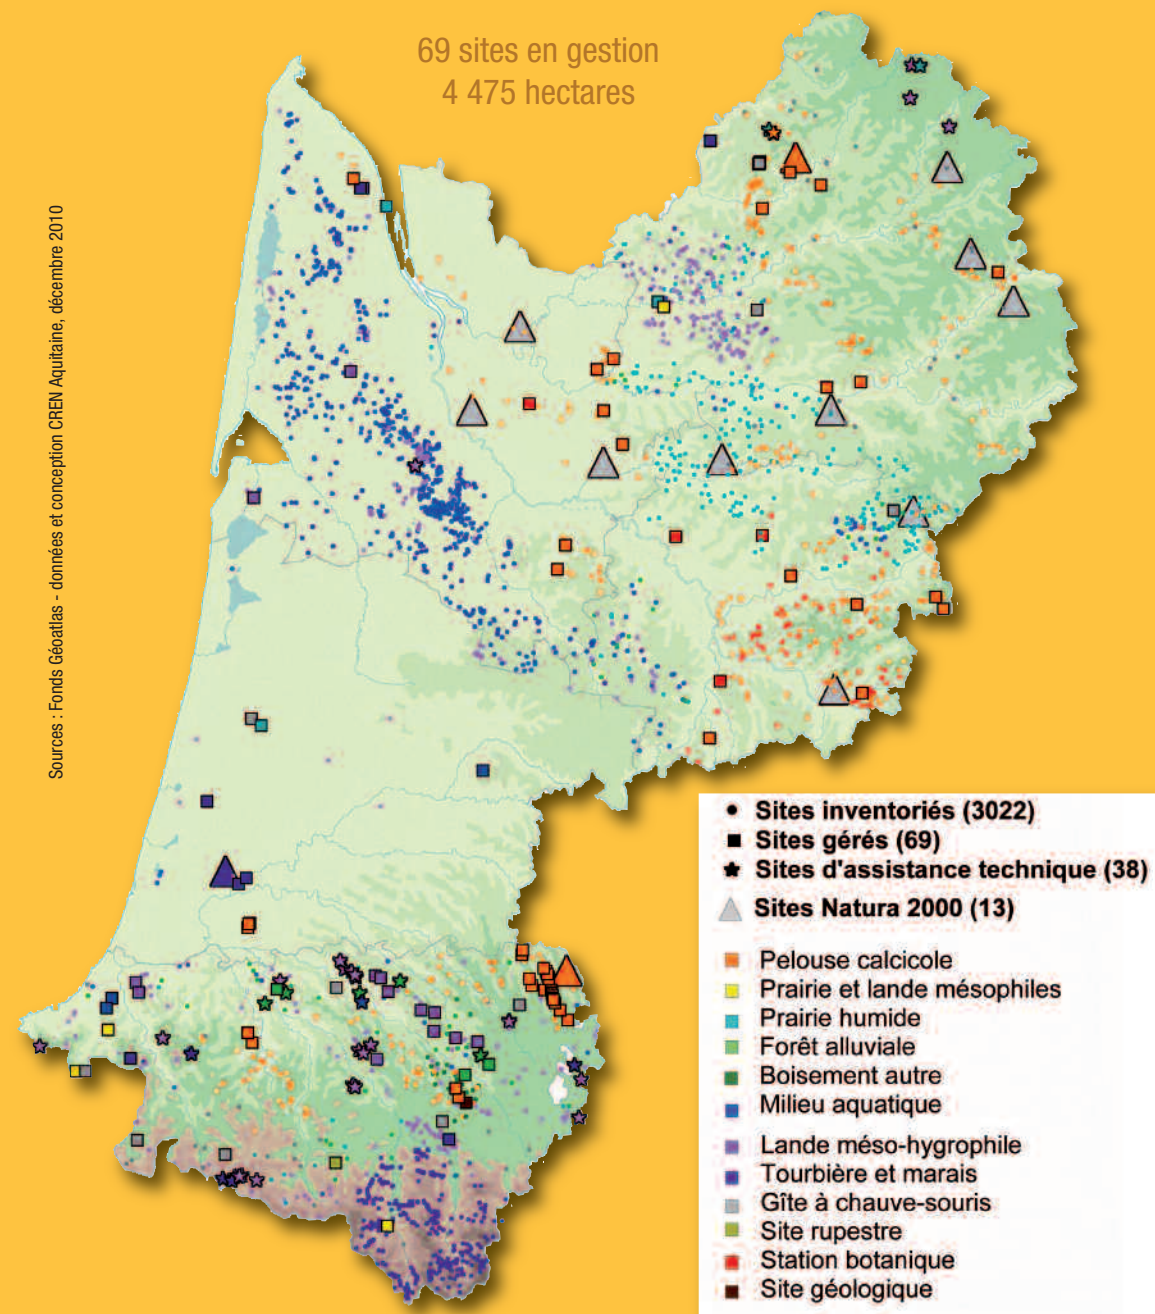 69 sites en gestion
4 475 hectares
Sources : Fonds Géoatlas - données et conception CREN Aquitaine, décembre 2010
Sites inventoriés (3022)
Sites gérés (69)
Sites d'assistance technique (38)
Sites Natura 2000 (13)
Pelouse calcicole
Prairie et lande mésophiles
Prairie humide
Forêt alluviale
Boisement autre
Milieu aquatique
Lande méso-hygrophile
Tourbière et marais
Gîte à chauve-souris
Site rupestre
Station botanique
Site géologique